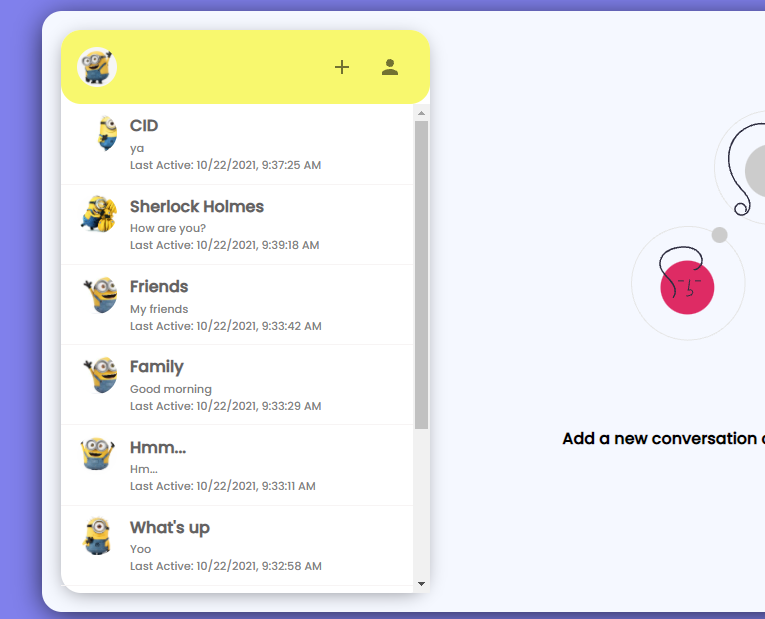 CID
ya
Last Active: 10/22/2021, 9:37:25 AM
Sherlock Holmes
How are you?
Last Active: 10/22/2021, 9:39:18 AM
Friends
My friends
Last Active: 10/22/2021, 9:33:42 AM
Family
Good morning
Last Active: 10/22/2021, 9:33:29 AM
Hmm...
Hm...
Last Active: 10/22/2021, 9:33:11 AM
What's up
Yoo
Last Active: 10/22/2021, 9:32:58 AM
Add a new conversation